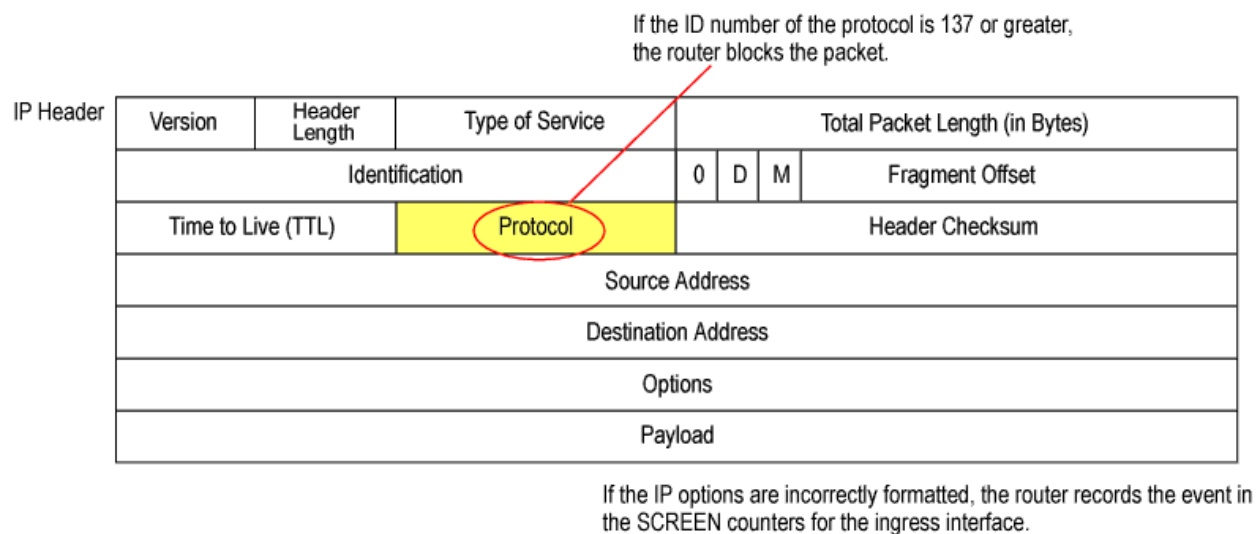 If the ID number of the protocol is 137 or greater,
the router blocks the packet.
IP Header
Version
Header
Length
Type of Service
Total Packet Length (in Bytes)
Identification
0
D
M
Fragment Offset
Time to Live (TTL)
Protocol
Header Checksum
Source Address
Destination Address
Options
Payload
If the IP options are incorrectly formatted, the router records the event in
the SCREEN counters for the ingress interface.